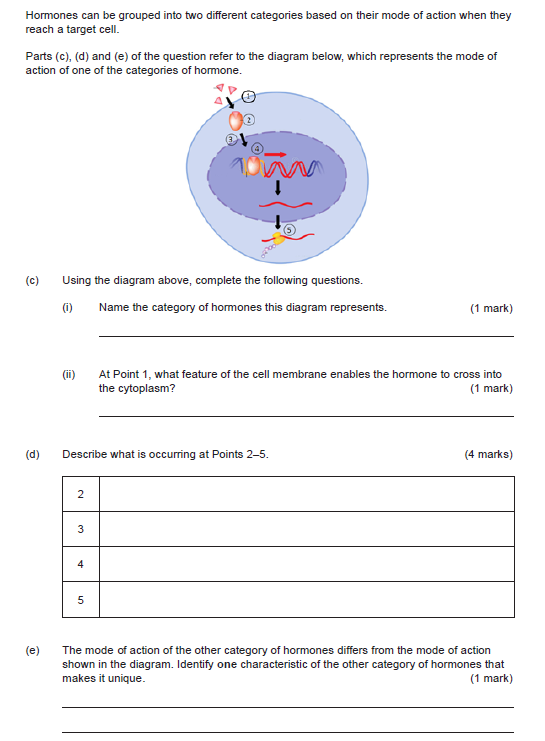 Hormones can be grouped into two different categories based on their mode of action when they
reach a target cell.
Parts (c), (d) and (e) of the question refer to the diagram below, which represents the mode of
action of one of the categories of hormone.
1
2
3
4
5
(c) Using the diagram above, complete the following questions.
(i) Name the category of hormones this diagram represents. (1 mark)
(ii) At Point 1, what feature of the cell membrane enables the hormone to cross into
the cytoplasm? (1 mark)
(d) Describe what is occurring at Points 2–5. (4 marks)
2
3
4
5
(e) The mode of action of the other category of hormones differs from the mode of action
shown in the diagram. Identify one characteristic of the other category of hormones that
makes it unique. (1 mark)